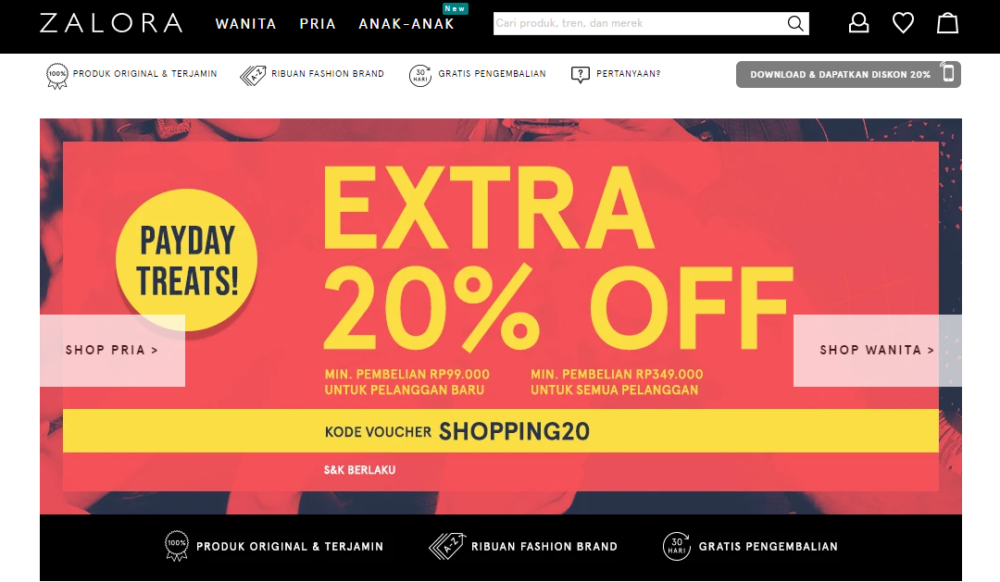 ZALORA
WANITA
PRIA
ANAK-ANAK
New
Cari produk, tren, dan merek
100% PRODUK ORIGINAL & TERJAMIN
A-Z RIBUAN FASHION BRAND
30 HARI GRATIS PENGEMBALIAN
? PERTANYAAN?
DOWNLOAD & DAPATKAN DISKON 20%
PAYDAY
TREATS!
EXTRA
20% OFF
SHOP PRIA >
SHOP WANITA >
MIN. PEMBELIAN RP99.000
UNTUK PELANGGAN BARU
MIN. PEMBELIAN RP349.000
UNTUK SEMUA PELANGGAN
KODE VOUCHER SHOPPING20
S&K BERLAKU
100% PRODUK ORIGINAL & TERJAMIN
A-Z RIBUAN FASHION BRAND
30 HARI GRATIS PENGEMBALIAN